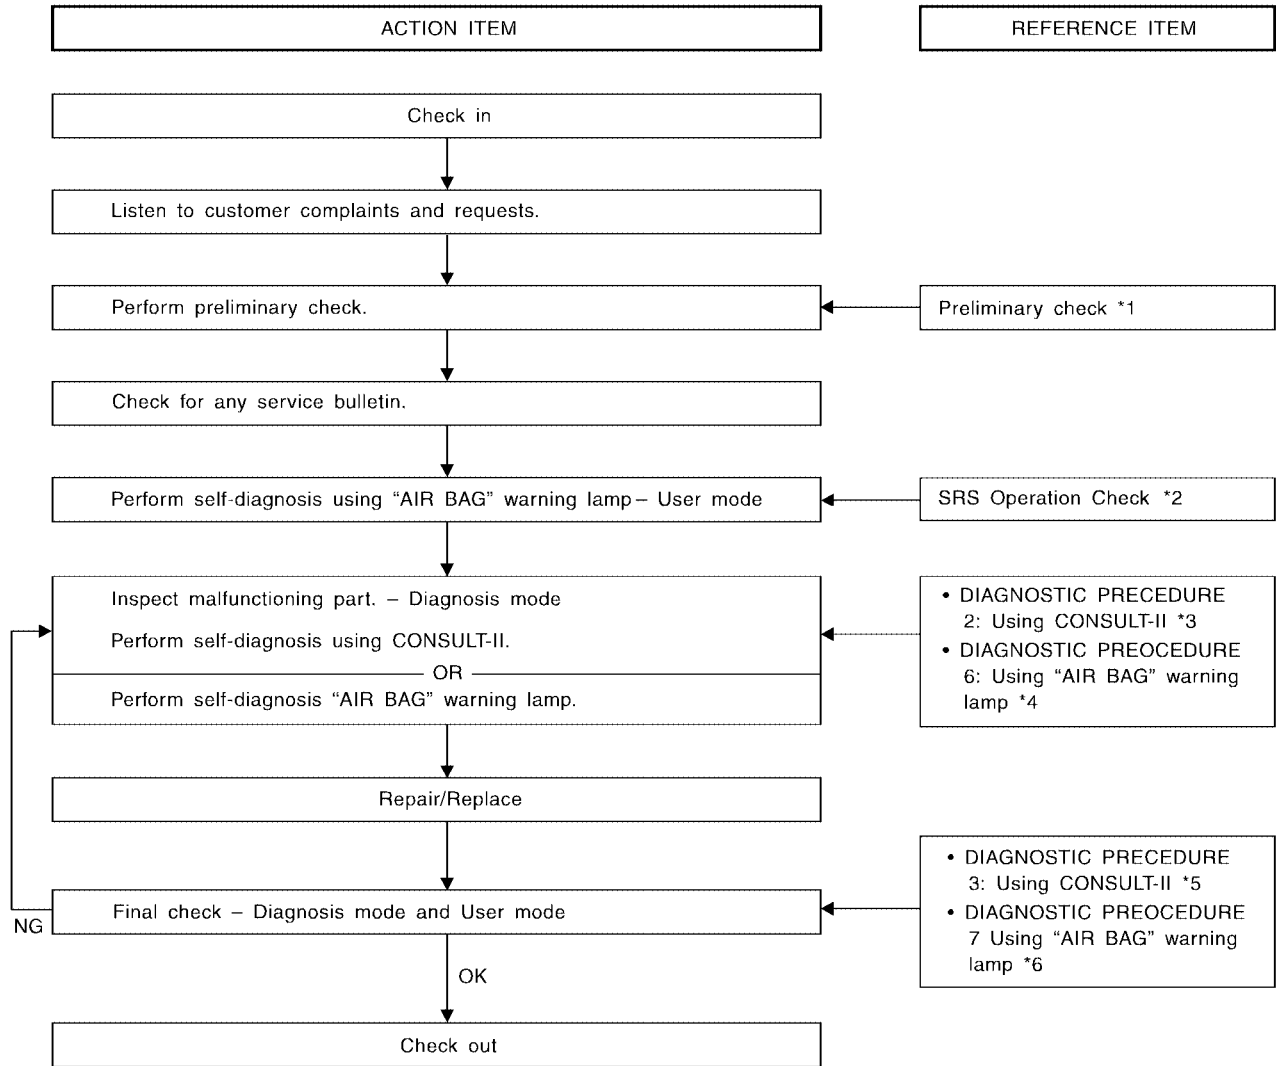 ACTION ITEM
REFERENCE ITEM
Check in
Listen to customer complaints and requests.
Perform preliminary check.
Preliminary check *1
Check for any service bulletin.
Perform self-diagnosis using “AIR BAG” warning lamp – User mode
SRS Operation Check *2
Inspect malfunctioning part. – Diagnosis mode
Perform self-diagnosis using CONSULT-II.
OR
Perform self-diagnosis “AIR BAG” warning lamp.
• DIAGNOSTIC PRECEDURE
2: Using CONSULT-II *3
• DIAGNOSTIC PREOCEDURE
6: Using “AIR BAG” warning
lamp *4
Repair/Replace
Final check – Diagnosis mode and User mode
• DIAGNOSTIC PRECEDURE
3: Using CONSULT-II *5
• DIAGNOSTIC PREOCEDURE
7 Using “AIR BAG” warning
lamp *6
NG
OK
Check out